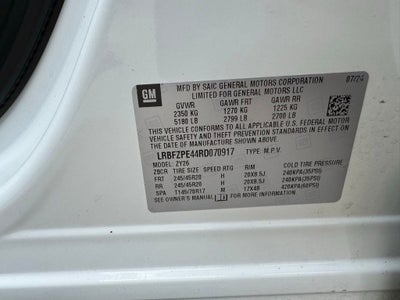 GM
MFD BY SAIC GENERAL MOTORS CORPORATION 07/24
LIMITED FOR GENERAL MOTORS LLC
GVWR GAWR FRT GAWR RR
2350 KG 1270 KG 1225 KG
5180 LB 2799 LB 2700 LB
THIS VEHICLE CONFORMS TO ALL APPLICABLE U.S. FEDERAL MOTOR
VEHICLE SAFETY AND THEFT PREVENTION STANDARDS
IN EFFECT ON THE DATE OF MANUFACTURE SHOWN ABOVE.
LRBFZPE44RD070917 TYPE: M.P.V.
MODEL: ZY26
TIRE SIZE SPEED RTG RIM COLD TIRE PRESSURE
FRT 245/45R20 H 20X8.5J 240KPA(35PSI)
RR 245/45R20 H 20X8.5J 240KPA(35PSI)
SPA T145/70R17 M 17X4B 420KPA(60PSI)
SEE OWNER'S MANUAL FOR MORE INFORMATION.